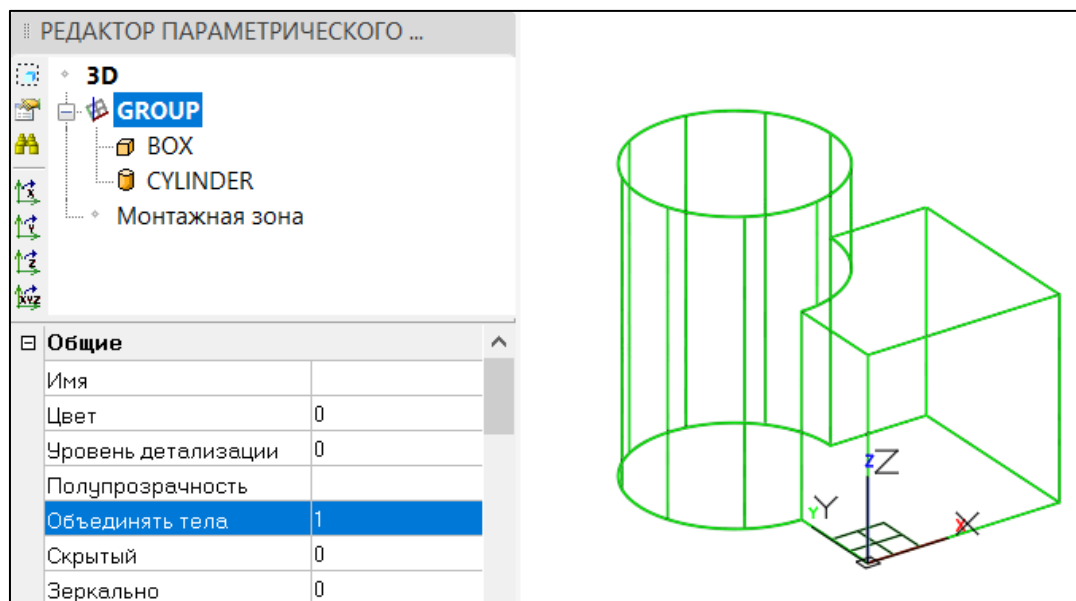 РЕДАКТОР ПАРАМЕТРИЧЕСКОГО ...
3D
GROUP
BOX
CYLINDER
Монтажная зона
X
Y
Z
XYZ
Общие
Имя
Цвет 0
Уровень детализации 0
Полупрозрачность
Объединять тела 1
Скрытый 0
Зеркально 0
Z Z
Y Y
X X